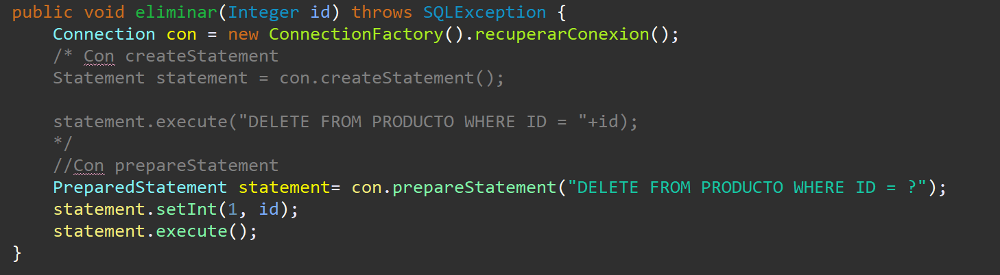 public void eliminar(Integer id) throws SQLException {
Connection con = new ConnectionFactory().recuperarConexion();
/* Con createStatement
Statement statement = con.createStatement();
statement.execute("DELETE FROM PRODUCTO WHERE ID = "+id);
*/
//Con prepareStatement
PreparedStatement statement= con.prepareStatement("DELETE FROM PRODUCTO WHERE ID = ?");
statement.setInt(1, id);
statement.execute();
}